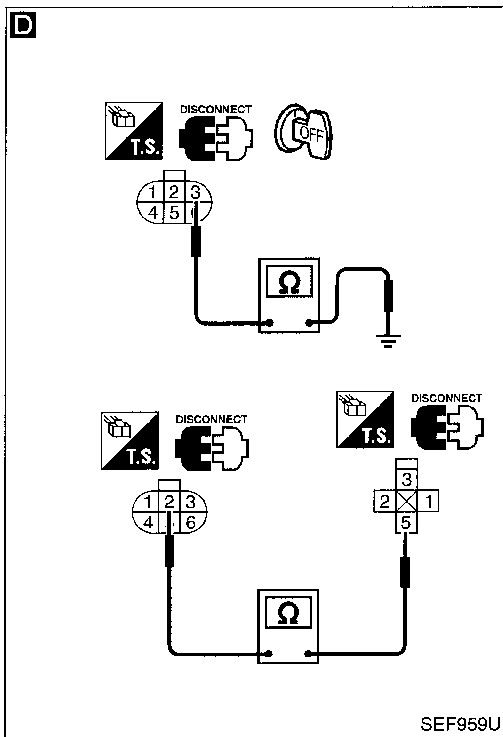 D
DISCONNECT
OFF
T.S.
1 2 3
4 5
Ω
DISCONNECT
T.S.
DISCONNECT
T.S.
1 2 3
4 6
3
2 1
5
Ω
SEF959U